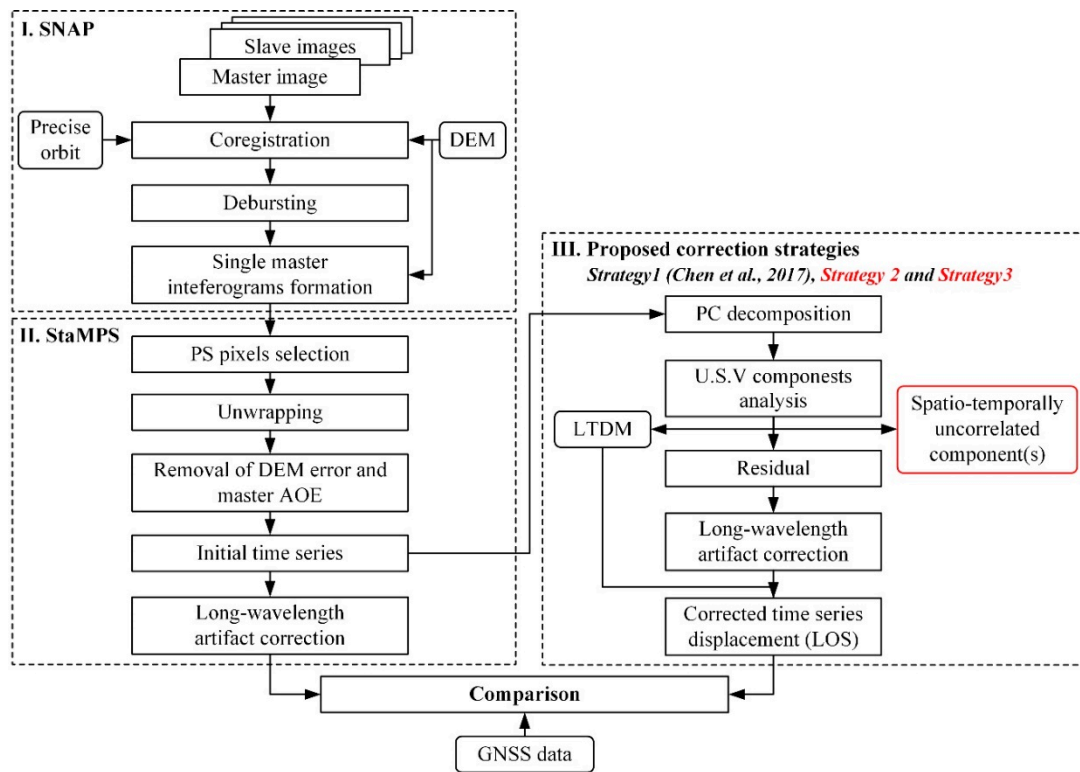 I. SNAP
Slave images
Master image
Precise
orbit
Coregistration
DEM
Debursting
Single master
inteferograms formation
II. StaMPS
PS pixels selection
Unwrapping
Removal of DEM error and
master AOE
Initial time series
Long-wavelength
artifact correction
III. Proposed correction strategies
Strategy1 (Chen et al., 2017), Strategy 2 and Strategy3
PC decomposition
U.S.V componests
analysis
LTDM
Spatio-temporally
uncorrelated
component(s)
Residual
Long-wavelength
artifact correction
Corrected time series
displacement (LOS)
Comparison
GNSS data